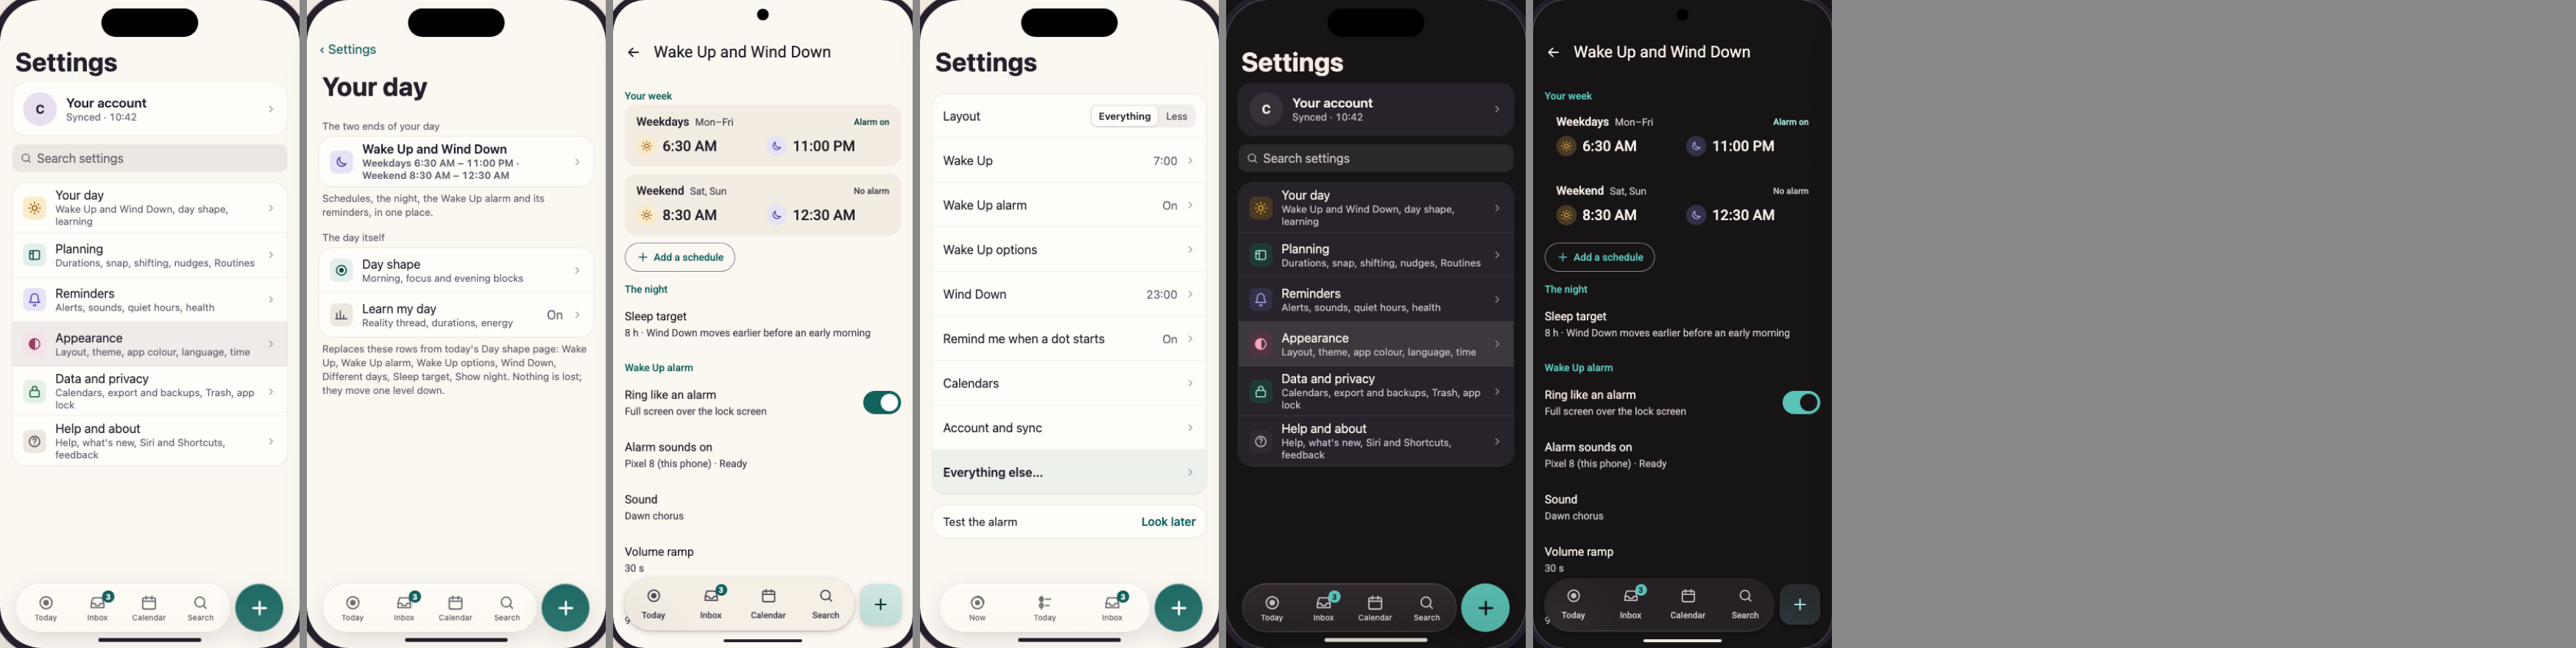 Settings
C
Your account
Synced · 10:42
Search settings
Your day
Wake Up and Wind Down, day shape,
learning
Planning
Durations, snap, shifting, nudges, Routines
Reminders
Alerts, sounds, quiet hours, health
Appearance
Layout, theme, app colour, language, time
Data and privacy
Calendars, export and backups, Trash, app
lock
Help and about
Help, what's new, Siri and Shortcuts,
feedback
3
Today
Inbox
Calendar
Search
‹ Settings
Your day
The two ends of your day
Wake Up and Wind Down
Weekdays 6:30 AM – 11:00 PM ·
Weekend 8:30 AM – 12:30 AM
Schedules, the night, the Wake Up alarm and its
reminders, in one place.
The day itself
Day shape
Morning, focus and evening blocks
Learn my day
Reality thread, durations, energy
On
Replaces these rows from today's Day shape page: Wake
Up, Wake Up alarm, Wake Up options, Wind Down,
Different days, Sleep target, Show night. Nothing is lost;
they move one level down.
3
Today
Inbox
Calendar
Search
Wake Up and Wind Down
Your week
Weekdays Mon–Fri
Alarm on
6:30 AM
11:00 PM
Weekend Sat, Sun
No alarm
8:30 AM
12:30 AM
+ Add a schedule
The night
Sleep target
8 h · Wind Down moves earlier before an early morning
Wake Up alarm
Ring like an alarm
Full screen over the lock screen
Alarm sounds on
Pixel 8 (this phone) · Ready
Sound
Dawn chorus
Volume ramp
30 s
3
Today
Inbox
Calendar
Search
9
Settings
Layout
Everything
Less
Wake Up
7:00
Wake Up alarm
On
Wake Up options
Wind Down
23:00
Remind me when a dot starts
On
Calendars
Account and sync
Everything else...
Test the alarm
Look later
3
Now
Today
Inbox
Settings
C
Your account
Synced · 10:42
Search settings
Your day
Wake Up and Wind Down, day shape,
learning
Planning
Durations, snap, shifting, nudges, Routines
Reminders
Alerts, sounds, quiet hours, health
Appearance
Layout, theme, app colour, language, time
Data and privacy
Calendars, export and backups, Trash, app
lock
Help and about
Help, what's new, Siri and Shortcuts,
feedback
3
Today
Inbox
Calendar
Search
Wake Up and Wind Down
Your week
Weekdays Mon–Fri
Alarm on
6:30 AM
11:00 PM
Weekend Sat, Sun
No alarm
8:30 AM
12:30 AM
+ Add a schedule
The night
Sleep target
8 h · Wind Down moves earlier before an early morning
Wake Up alarm
Ring like an alarm
Full screen over the lock screen
Alarm sounds on
Pixel 8 (this phone) · Ready
Sound
Dawn chorus
Volume ramp
30 s
3
Today
Inbox
Calendar
Search
9